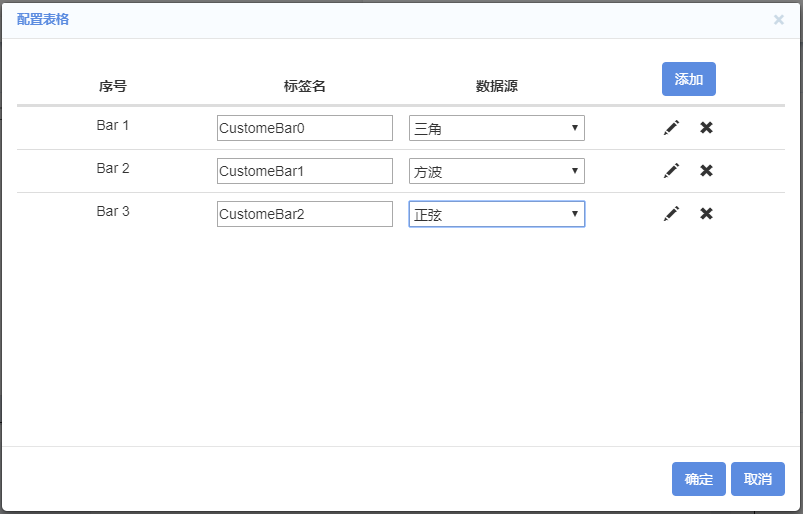 配置表格 ×
序号 标签名 数据源 添加
Bar 1 CustomeBar0 三角
Bar 2 CustomeBar1 方波
Bar 3 CustomeBar2 正弦
确定 取消